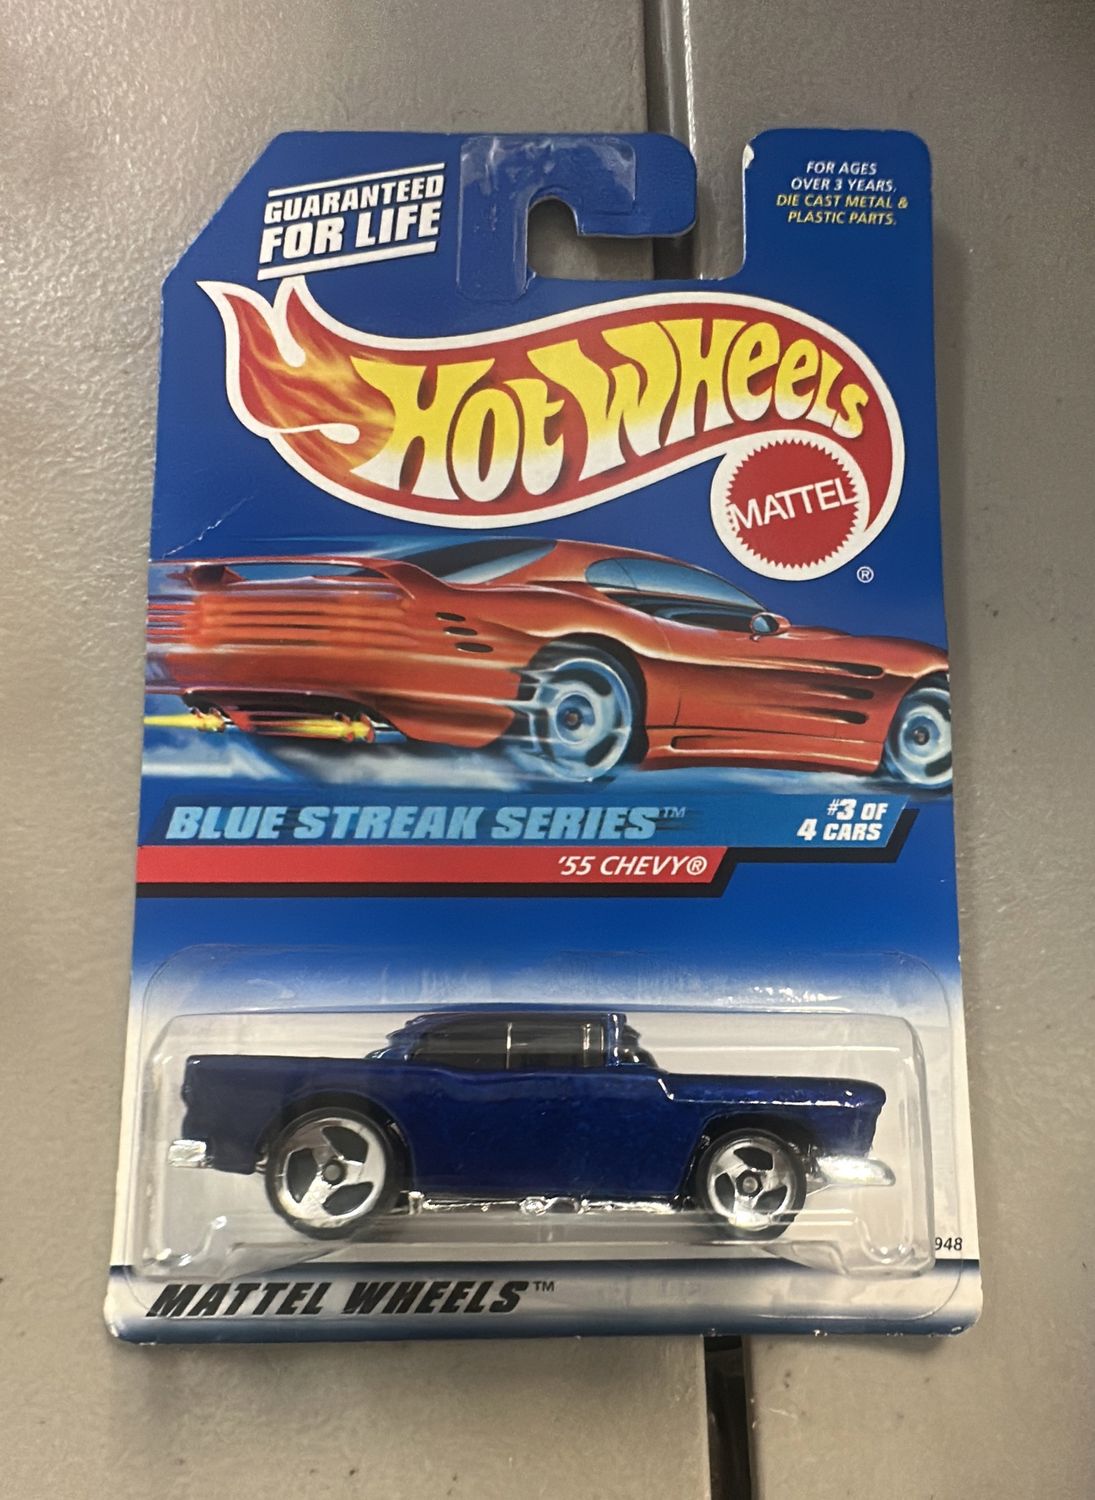 GUARANTEED
FOR LIFE
FOR AGES
OVER 3 YEARS.
DIE CAST METAL &
PLASTIC PARTS.
HOT WHEELS
MATTEL
®
BLUE STREAK SERIES™
#3 OF
4 CARS
'55 CHEVY®
948
MATTEL WHEELS™